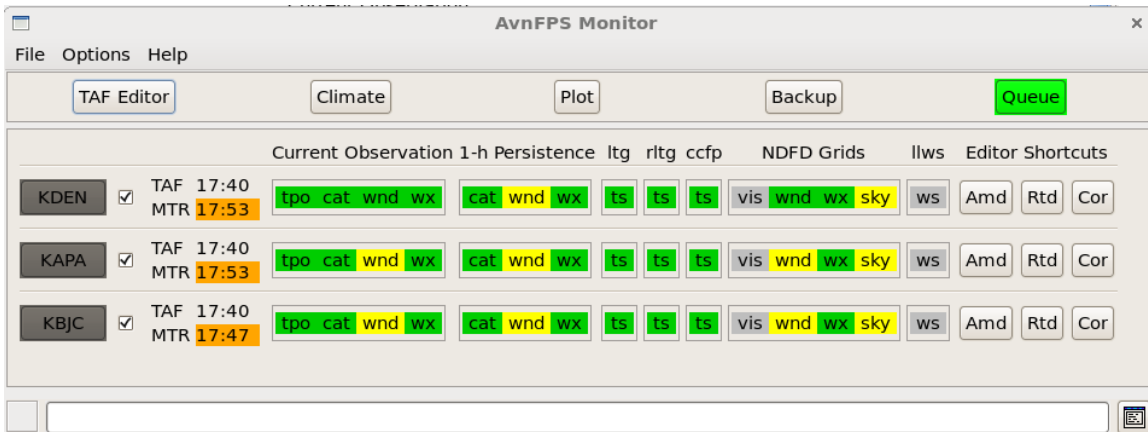 AvnFPS Monitor
File Options Help
TAF Editor Climate Plot Backup Queue
Current Observation 1-h Persistence ltg rltg ccfp NDFD Grids llws Editor Shortcuts
KDEN TAF 17:40 tpo cat wnd wx cat wnd wx ts ts ts vis wnd wx sky ws Amd Rtd Cor
MTR 17:53
KAPA TAF 17:40 tpo cat wnd wx cat wnd wx ts ts ts vis wnd wx sky ws Amd Rtd Cor
MTR 17:53
KBJC TAF 17:40 tpo cat wnd wx cat wnd wx ts ts ts vis wnd wx sky ws Amd Rtd Cor
MTR 17:47